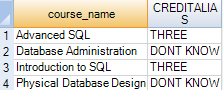 course_name CREDITALIA
S
1 Advanced SQL THREE
2 Database Administration DONT KNOW
3 Introduction to SQL THREE
4 Physical Database Design DONT KNOW